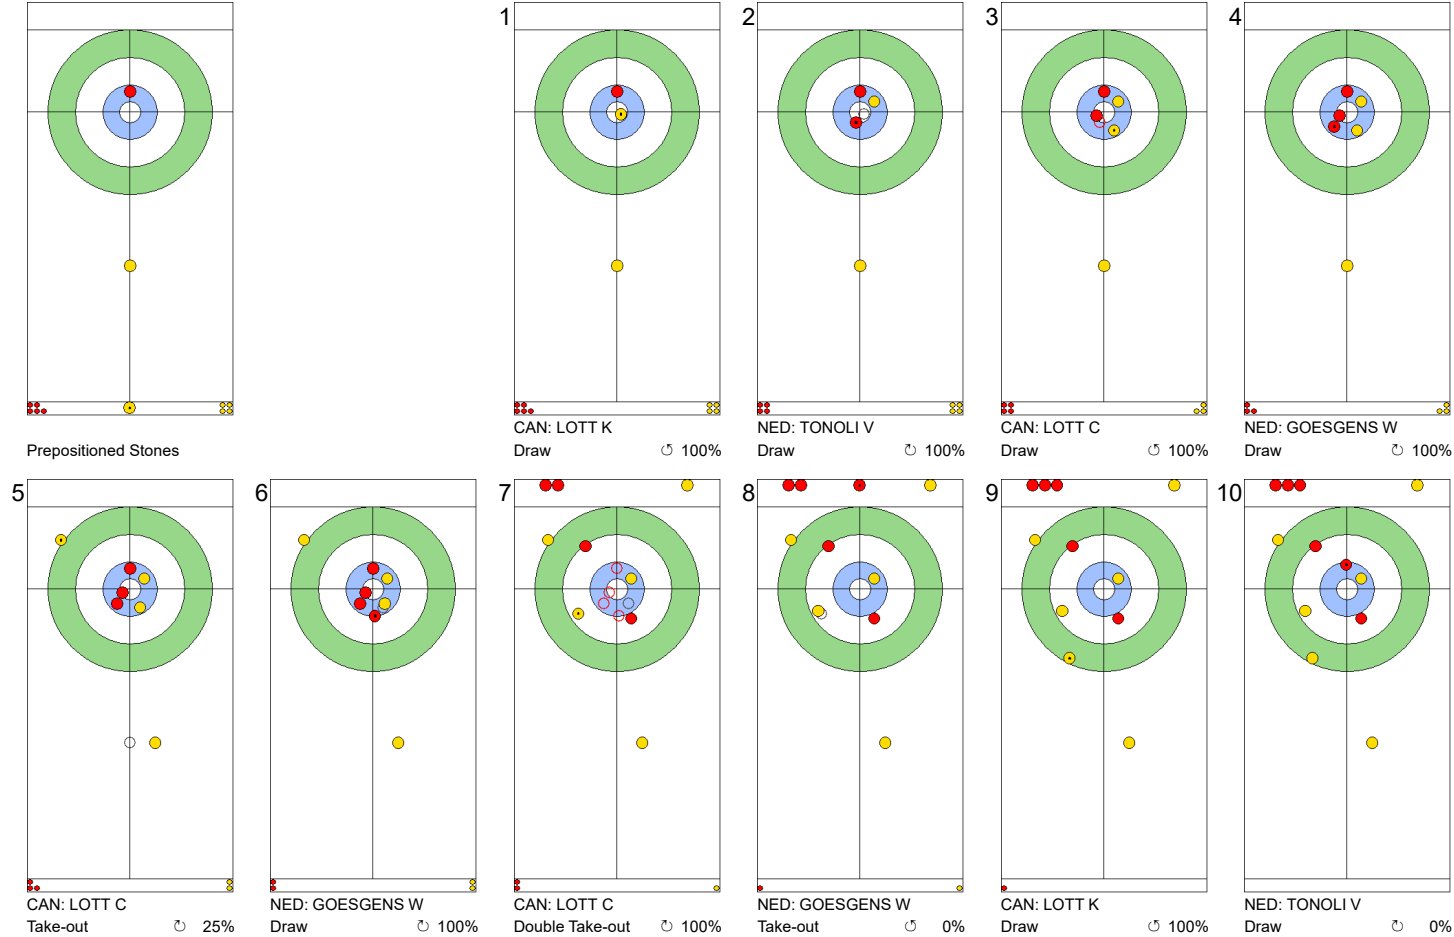 1
2
3
4
Prepositioned Stones
CAN: LOTT K
Draw ↺ 100%
NED: TONOLI V
Draw ↻ 100%
CAN: LOTT C
Draw ↺ 100%
NED: GOESGENS W
Draw ↻ 100%
5
6
7
8
9
10
CAN: LOTT C
Take-out ↻ 25%
NED: GOESGENS W
Draw ↻ 100%
CAN: LOTT C
Double Take-out ↻ 100%
NED: GOESGENS W
Take-out ↺ 0%
CAN: LOTT K
Draw ↺ 100%
NED: TONOLI V
Draw ↻ 0%